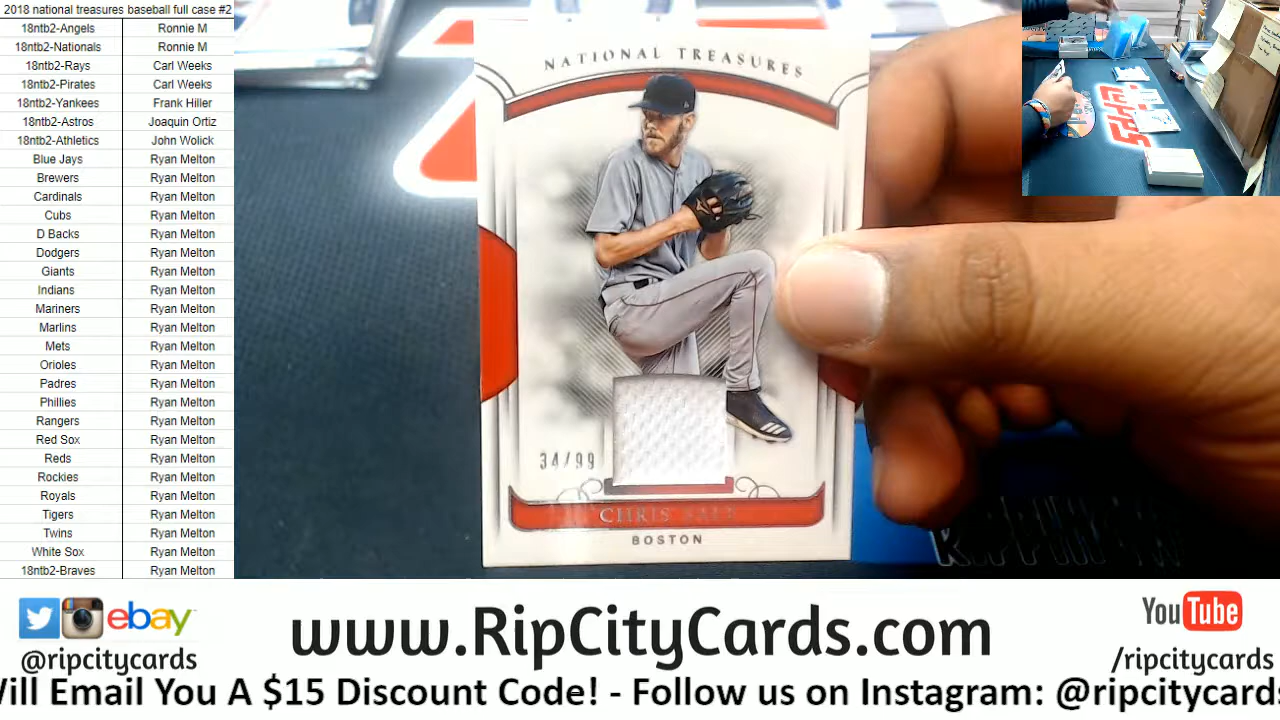 2018 national treasures baseball full case #2
18ntb2-Angels Ronnie M
18ntb2-Nationals Ronnie M
18ntb2-Rays Carl Weeks
18ntb2-Pirates Carl Weeks
18ntb2-Yankees Frank Hiller
18ntb2-Astros Joaquin Ortiz
18ntb2-Athletics John Wolick
Blue Jays Ryan Melton
Brewers Ryan Melton
Cardinals Ryan Melton
Cubs Ryan Melton
D Backs Ryan Melton
Dodgers Ryan Melton
Giants Ryan Melton
Indians Ryan Melton
Mariners Ryan Melton
Marlins Ryan Melton
Mets Ryan Melton
Orioles Ryan Melton
Padres Ryan Melton
Phillies Ryan Melton
Rangers Ryan Melton
Red Sox Ryan Melton
Reds Ryan Melton
Rockies Ryan Melton
Royals Ryan Melton
Tigers Ryan Melton
Twins Ryan Melton
White Sox Ryan Melton
18ntb2-Braves Ryan Melton
NATIONAL TREASURES
34/99
CHRIS SALE
BOSTON
ebay
@ripcitycards
www.RipCityCards.com
YouTube
/ripcitycards
Will Email You A $15 Discount Code! - Follow us on Instagram: @ripcitycards